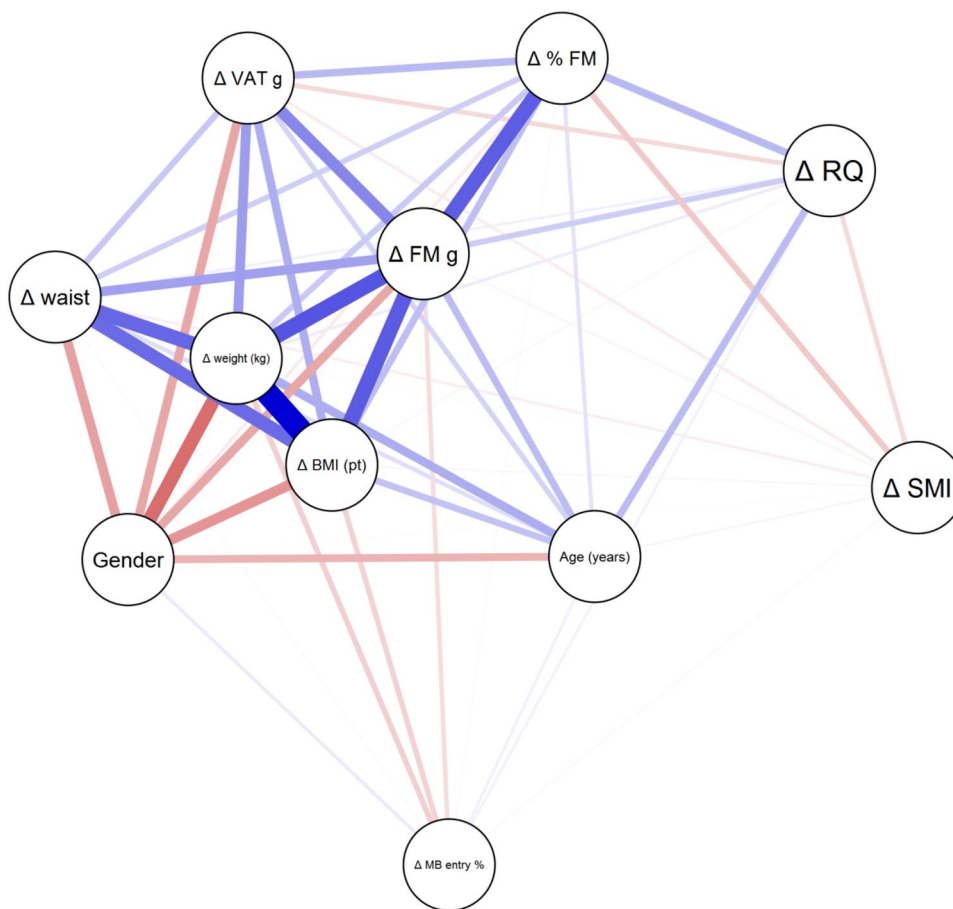 Δ % FM
Δ VAT g
Δ RQ
Δ FM g
Δ waist
Δ weight (kg)
Δ BMI (pt)
Δ SMI
Gender
Age (years)
Δ MB entry %